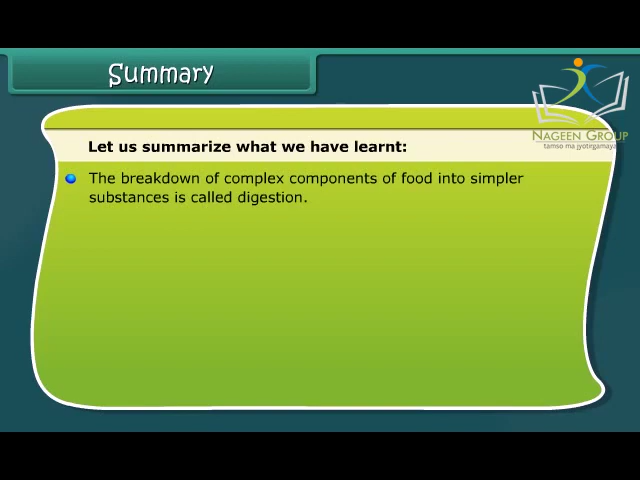 Summary
NAGEEN GROUP
tamso ma jyotirgamaya
Let us summarize what we have learnt:
The breakdown of complex components of food into simpler
substances is called digestion.